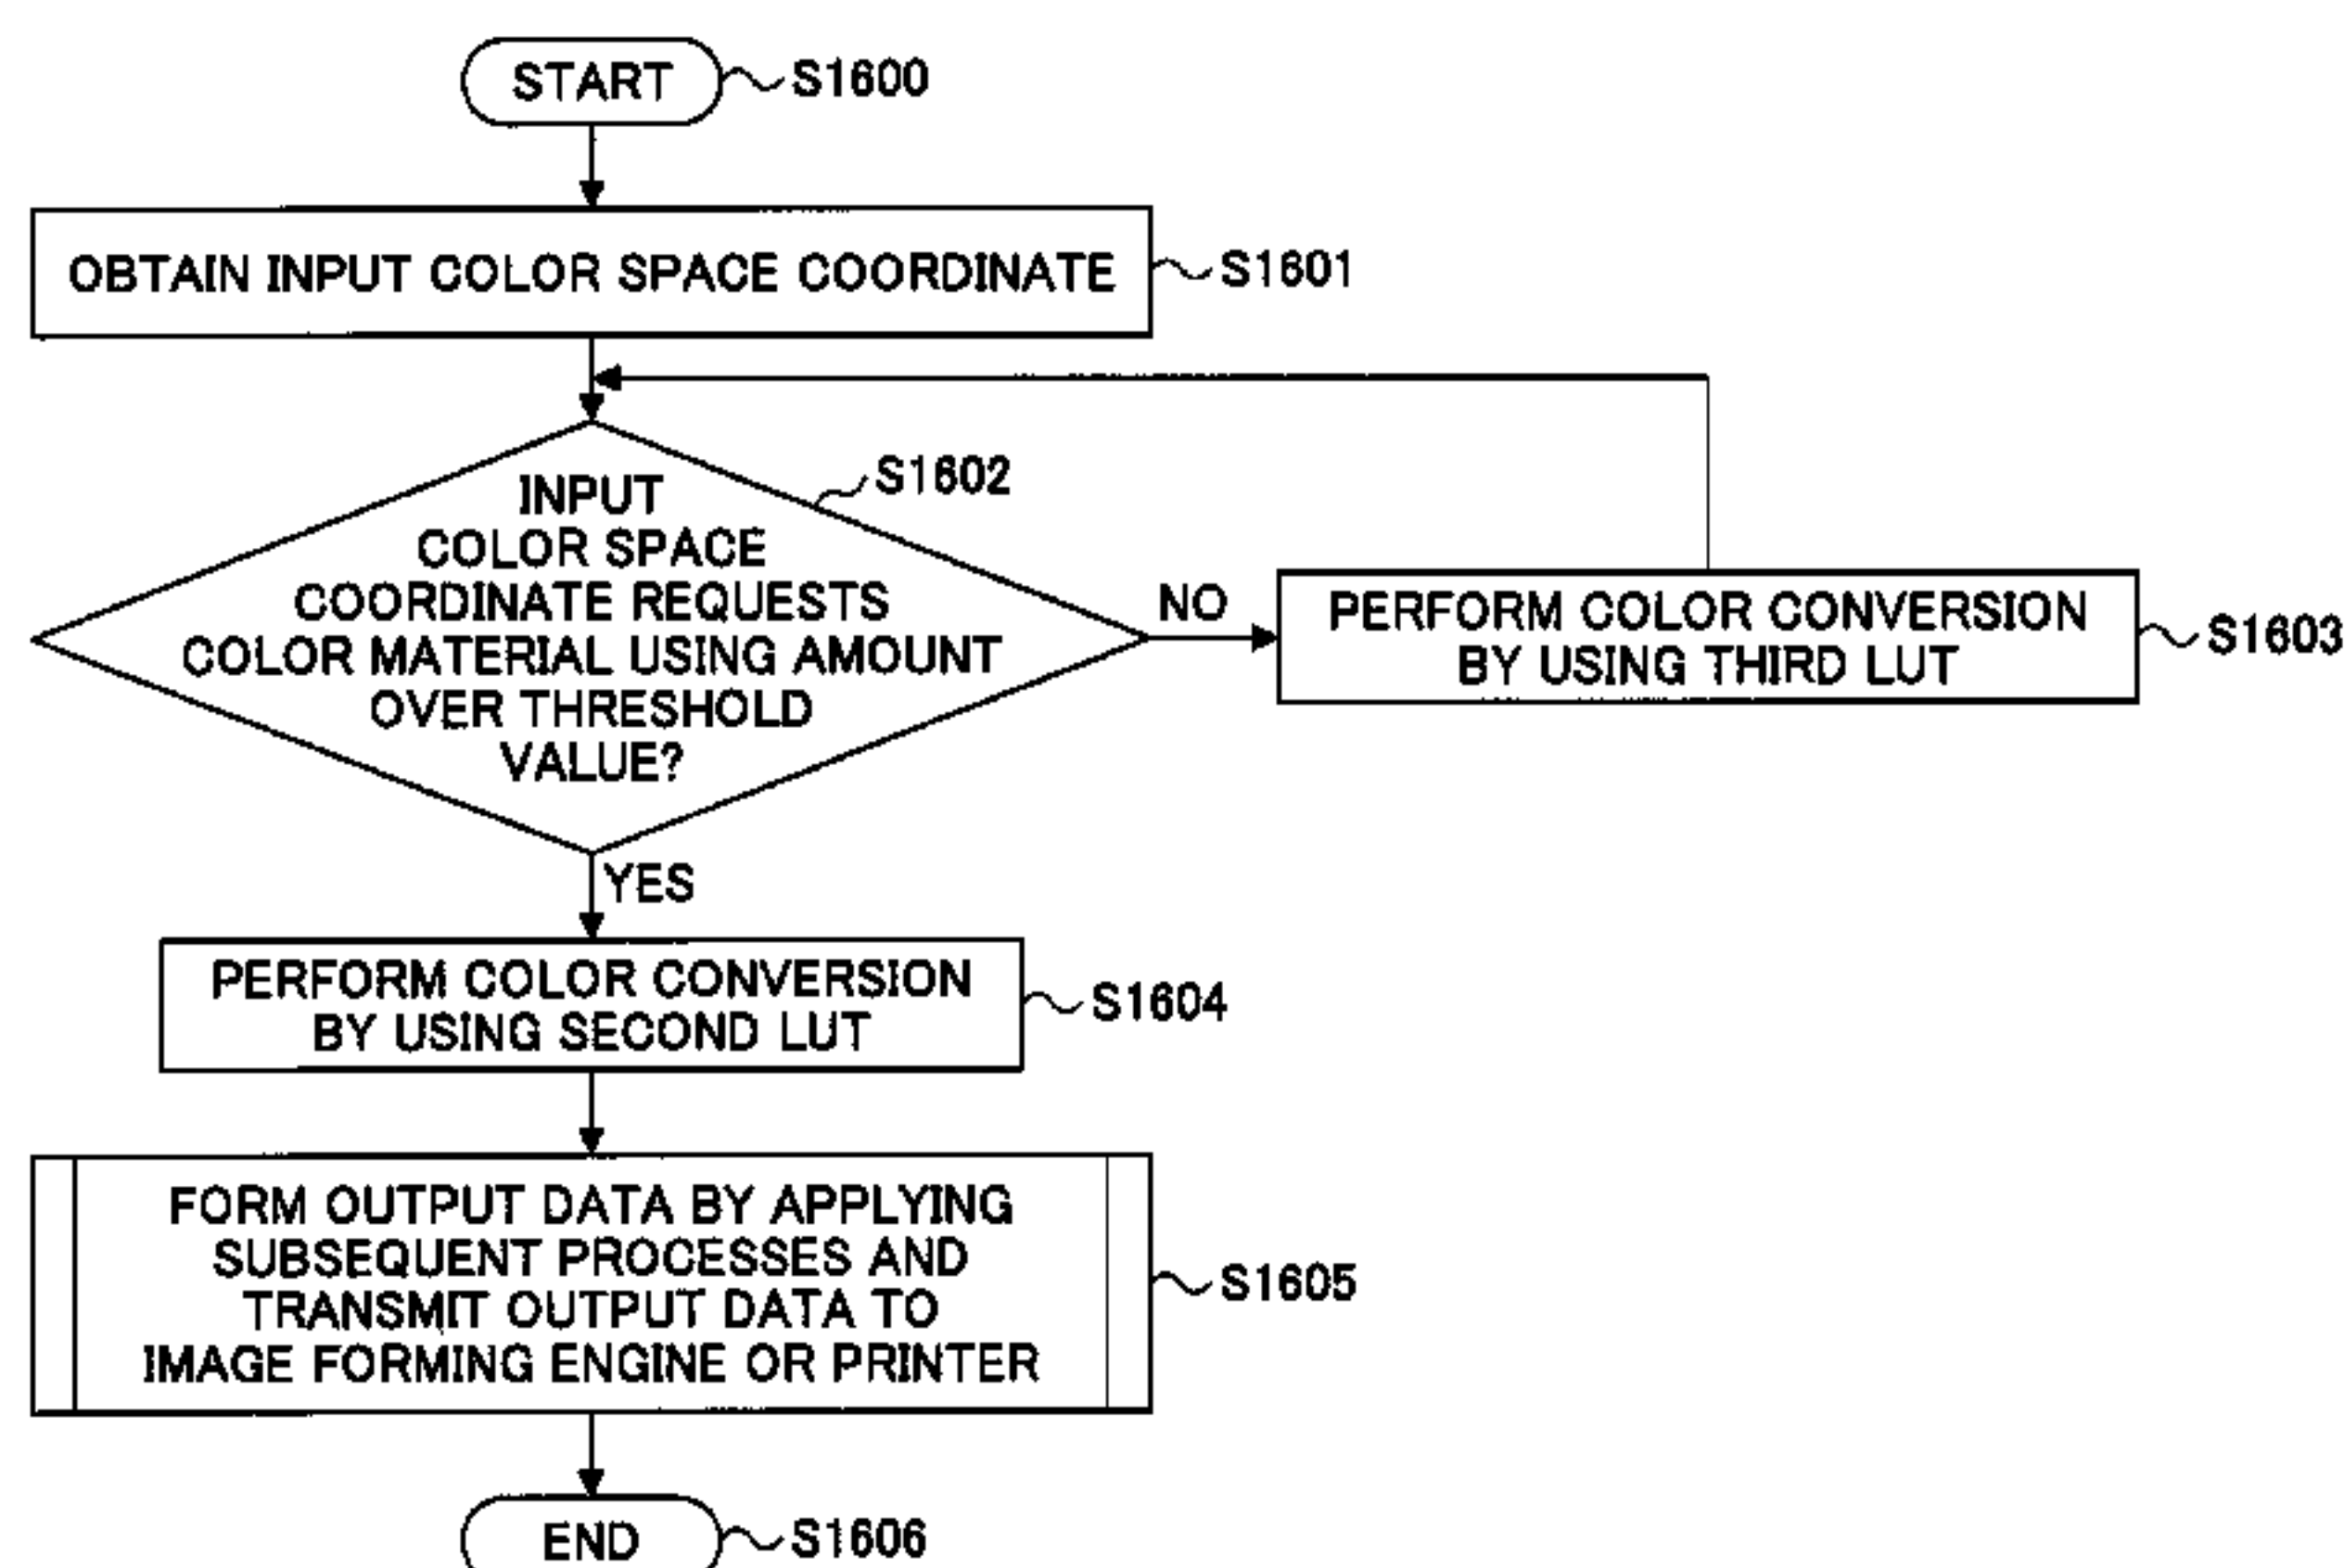 START
S1600
OBTAIN INPUT COLOR SPACE COORDINATE
S1601
INPUT
COLOR SPACE
COORDINATE REQUESTS
COLOR MATERIAL USING AMOUNT
OVER THRESHOLD
VALUE?
S1602
NO
PERFORM COLOR CONVERSION
BY USING THIRD LUT
S1603
YES
PERFORM COLOR CONVERSION
BY USING SECOND LUT
S1604
FORM OUTPUT DATA BY APPLYING
SUBSEQUENT PROCESSES AND
TRANSMIT OUTPUT DATA TO
IMAGE FORMING ENGINE OR PRINTER
S1605
END
S1606